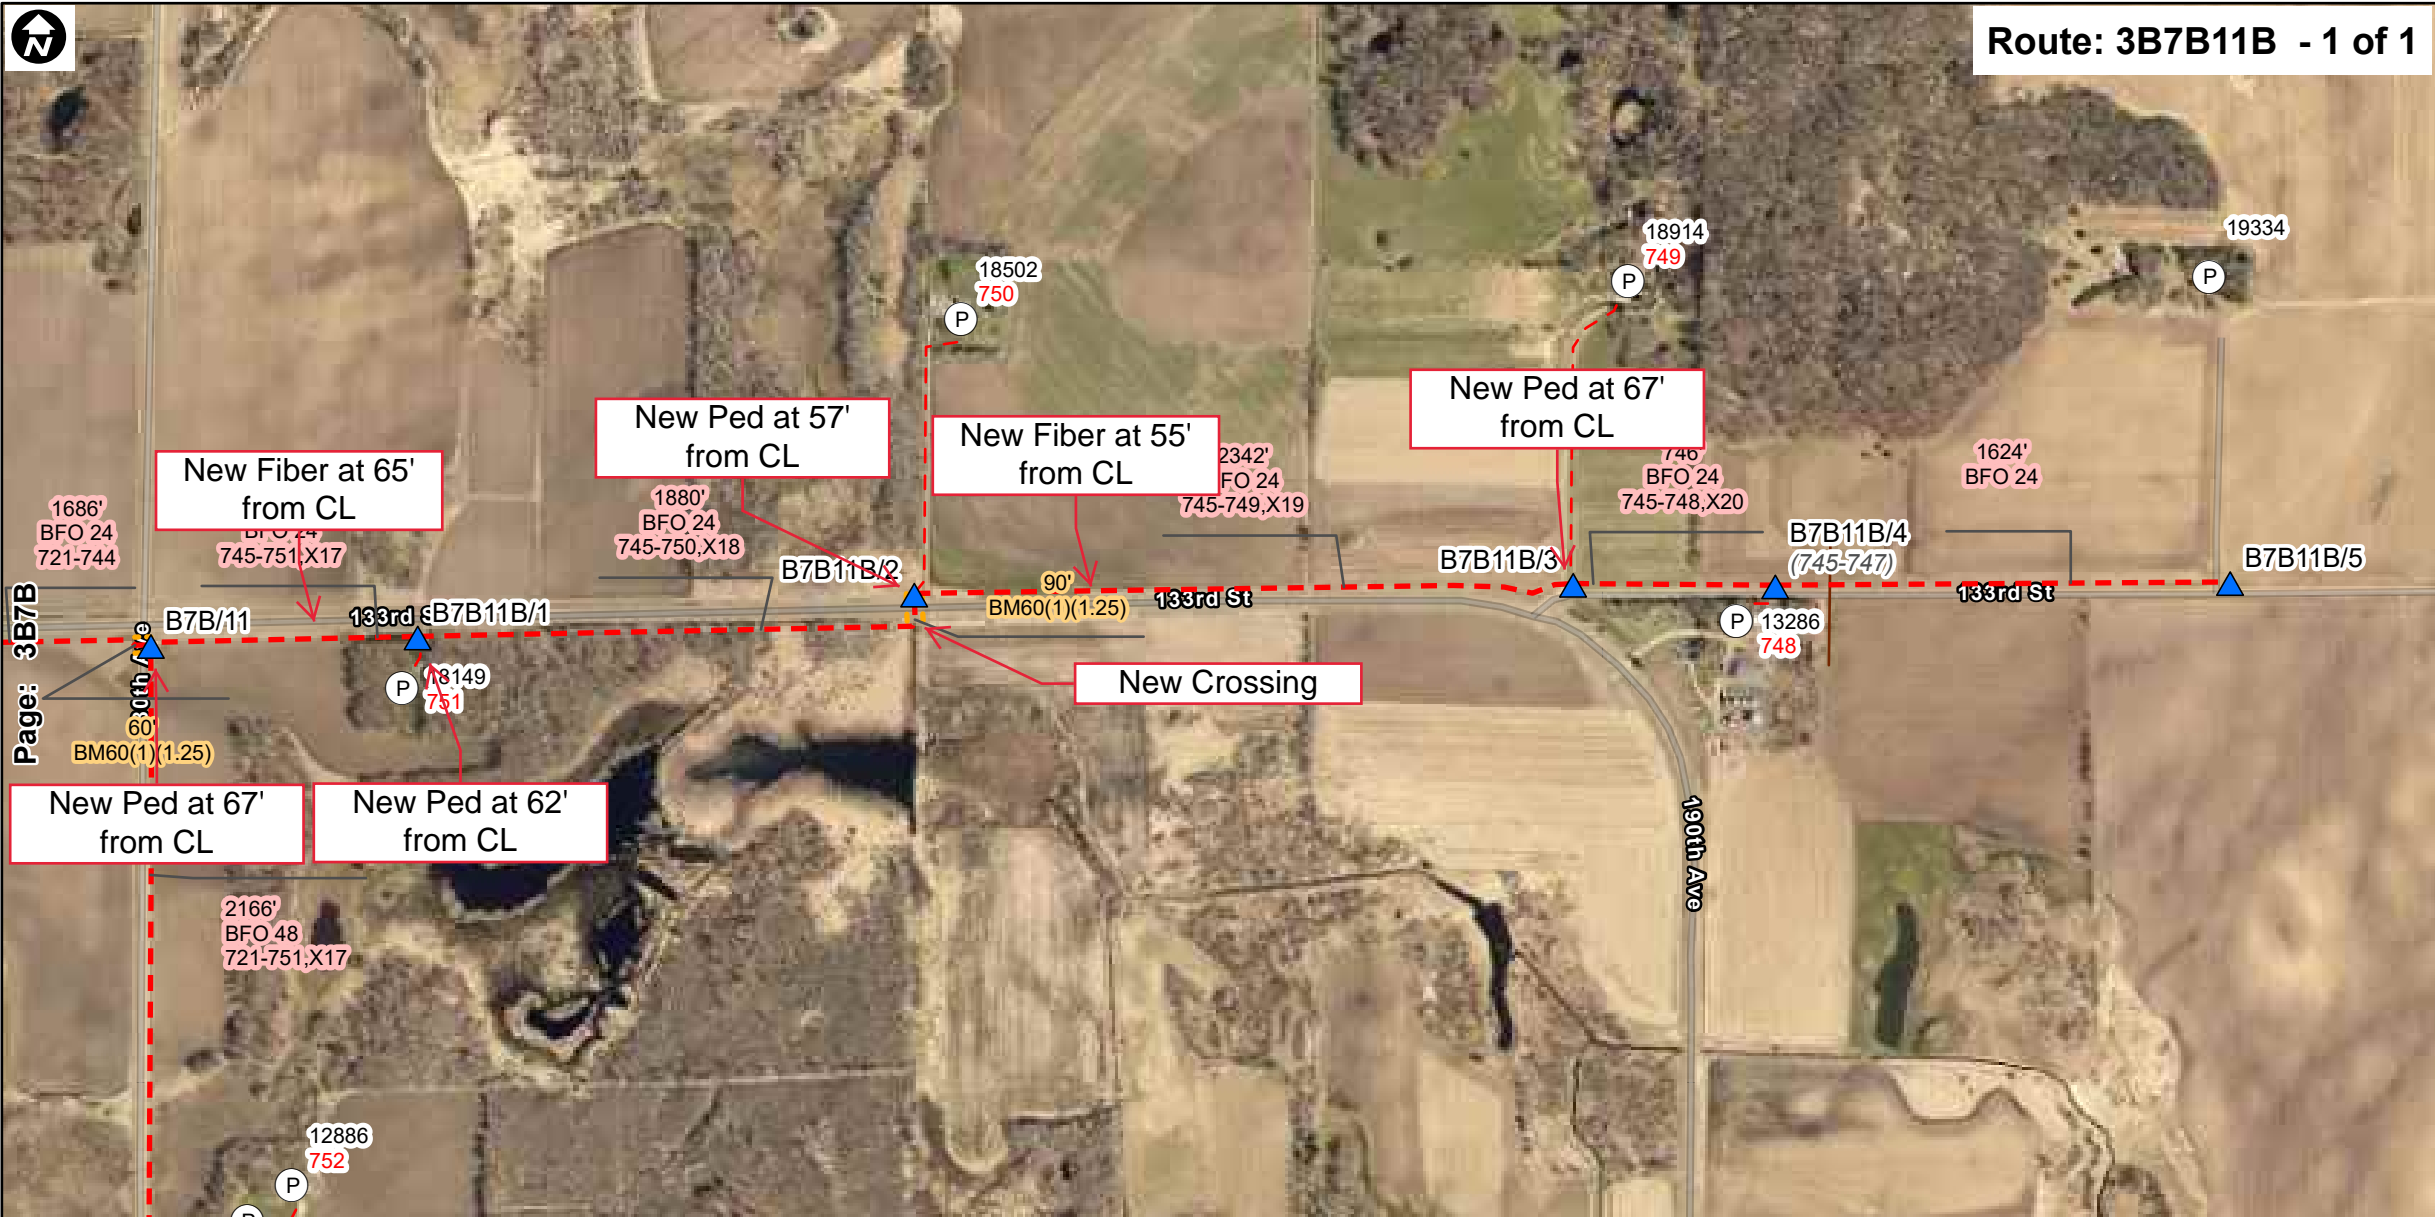 N
Route: 3B7B11B - 1 of 1
18914
749
P
19334
P
18502
750
P
New Ped at 67'
from CL
New Ped at 57'
from CL
New Fiber at 55'
from CL
New Fiber at 65'
from CL
1686'
BFO 24
721-744
BFO 24
745-751,X17
1880'
BFO 24
745-750,X18
2342'
FO 24
745-749,X19
746'
BFO 24
745-748,X20
1624'
BFO 24
B7B11B/4
(745-747)
B7B11B/2
B7B11B/3
B7B11B/5
90'
BM60(1)(1.25)
133rd St
133rd St
B7B/11
133rd S
B7B11B/1
P
13286
748
Page: 3B7B
P
18149
751
New Crossing
60'
BM60(1)(1.25)
New Ped at 67'
from CL
New Ped at 62'
from CL
190th Ave
2166'
BFO 48
721-751,X17
12886
752
P
P